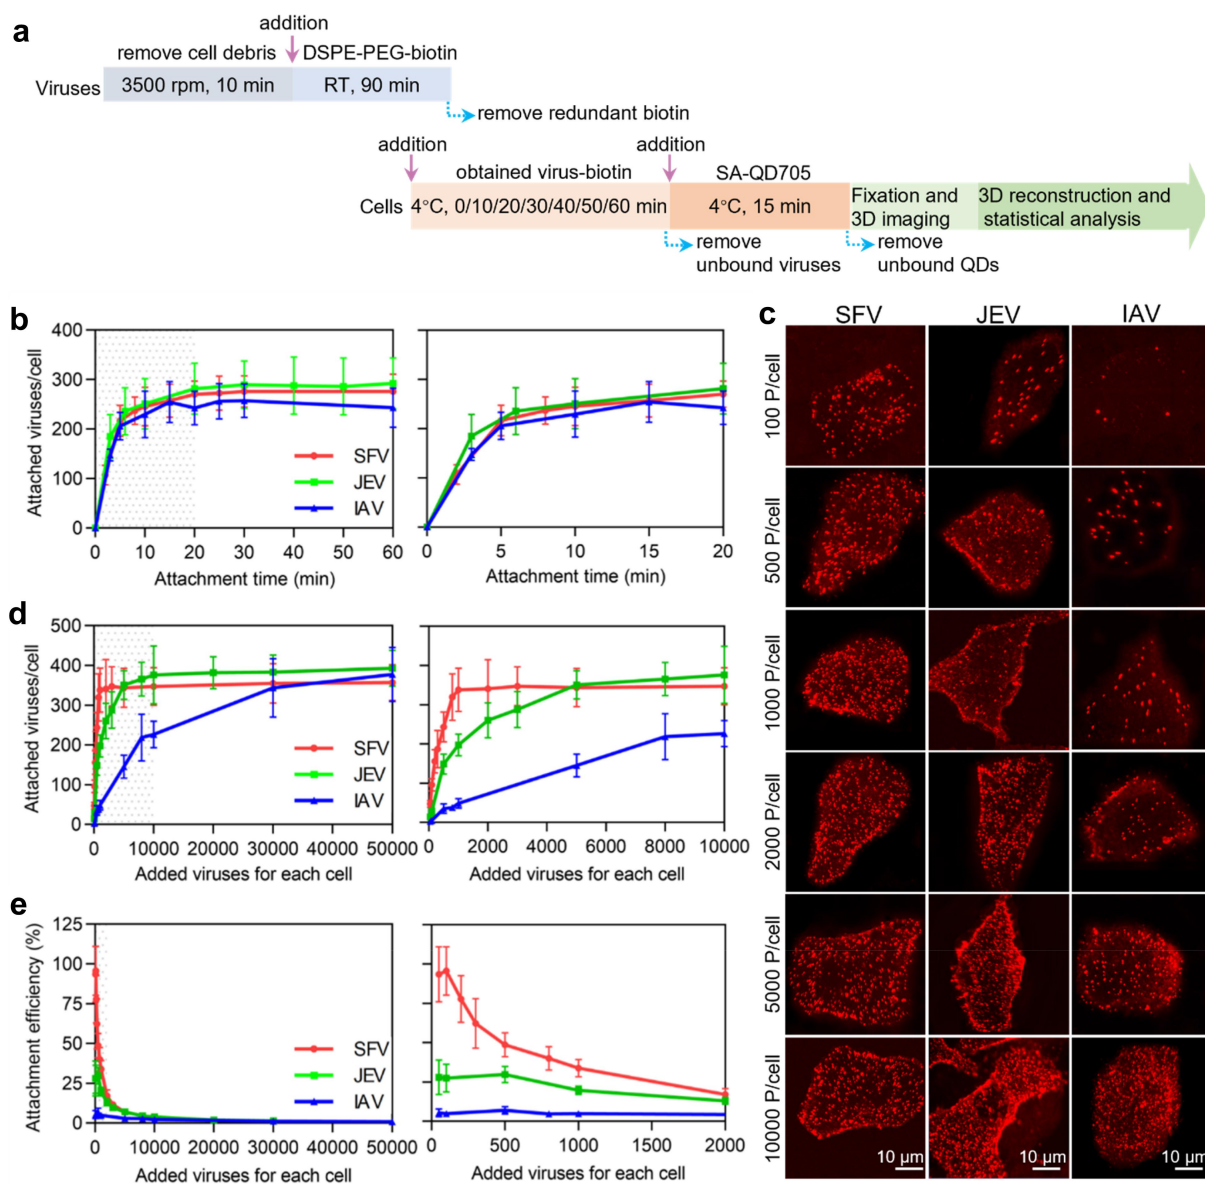 a
addition
remove cell debris
DSPE-PEG-biotin
Viruses
3500 rpm, 10 min
RT, 90 min
remove redundant biotin
addition
addition
obtained virus-biotin
SA-QD705
Cells
4°C, 0/10/20/30/40/50/60 min
4°C, 15 min
Fixation and
3D imaging
3D reconstruction and
statistical analysis
remove
unbound viruses
remove
unbound QDs
b
Attached viruses/cell
400
300
200
100
0
SFV
JEV
IAV
0 10 20 30 40 50 60
Attachment time (min)
0 5 10 15 20
Attachment time (min)
c
SFV JEV IAV
100 P/cell
500 P/cell
1000 P/cell
2000 P/cell
5000 P/cell
10000 P/cell
10 µm
10 µm
10 µm
d
Attached viruses/cell
500
400
300
200
100
0
SFV
JEV
IAV
0 10000 20000 30000 40000 50000
Added viruses for each cell
0 2000 4000 6000 8000 10000
Added viruses for each cell
e
Attachment efficiency (%)
125
100
75
50
25
0
SFV
JEV
IAV
0 10000 20000 30000 40000 50000
Added viruses for each cell
0 500 1000 1500 2000
Added viruses for each cell